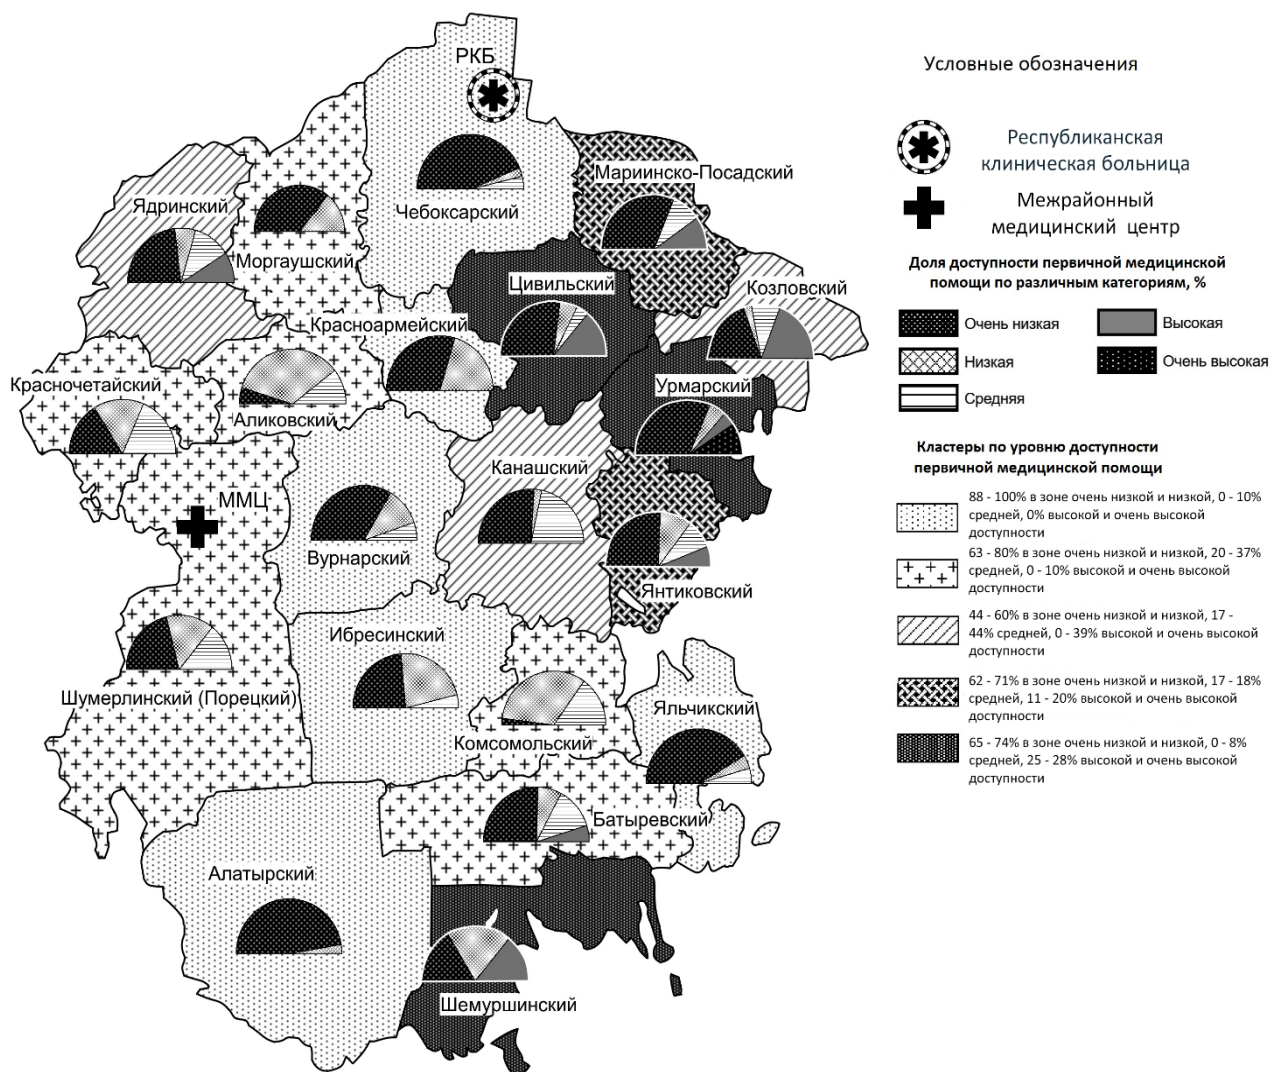 РКБ
Мариинско-Посадский
Ядринский
Чебоксарский
Моргаушский
Цивильский
Козловский
Красноармейский
Красночетайский
Урмарский
Аликовский
Канашский
ММЦ
Вурнарский
Янтиковский
Ибресинский
Шумерлинский (Порецкий)
Яльчикский
Комсомольский
Батыревский
Алатырский
Шемуршинский
Условные обозначения
Республиканская
клиническая больница
Межрайонный
медицинский центр
Доля доступности первичной медицинской
помощи по различным категориям, %
Очень низкая
Высокая
Низкая
Очень высокая
Средняя
Кластеры по уровню доступности
первичной медицинской помощи
88 - 100% в зоне очень низкой и низкой, 0 - 10%
средней, 0% высокой и очень высокой
доступности
63 - 80% в зоне очень низкой и низкой, 20 - 37%
средней, 0 - 10% высокой и очень высокой
доступности
44 - 60% в зоне очень низкой и низкой, 17 -
44% средней, 0 - 39% высокой и очень высокой
доступности
62 - 71% в зоне очень низкой и низкой, 17 - 18%
средней, 11 - 20% высокой и очень высокой
доступности
65 - 74% в зоне очень низкой и низкой, 0 - 8%
средней, 25 - 28% высокой и очень высокой
доступности